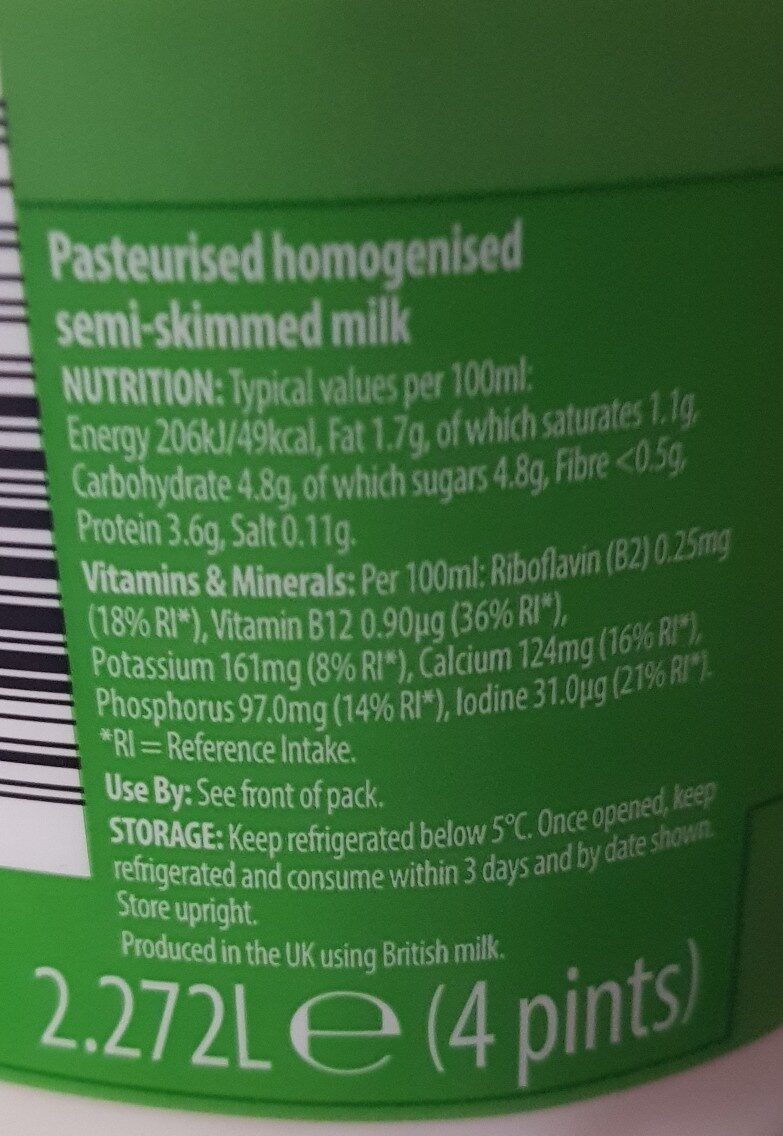 Pasteurised homogenised
semi-skimmed milk
NUTRITION: Typical values per 100ml:
Energy 206kJ/49kcal, Fat 1.7g, of which saturates 1.1g,
Carbohydrate 4.8g, of which sugars 4.8g, Fibre <0.5g,
Protein 3.6g, Salt 0.11g.
Vitamins & Minerals: Per 100ml: Riboflavin (B2) 0.25mg
(18% RI*), Vitamin B12 0.90µg (36% RI*),
Potassium 161mg (8% RI*), Calcium 124mg (16% RI*),
Phosphorus 97.0mg (14% RI*), Iodine 31.0µg (21% RI*).
*RI = Reference Intake.
Use By: See front of pack.
STORAGE: Keep refrigerated below 5°C. Once opened, keep
refrigerated and consume within 3 days and by date shown.
Store upright.
Produced in the UK using British milk.
2.272L e (4 pints)